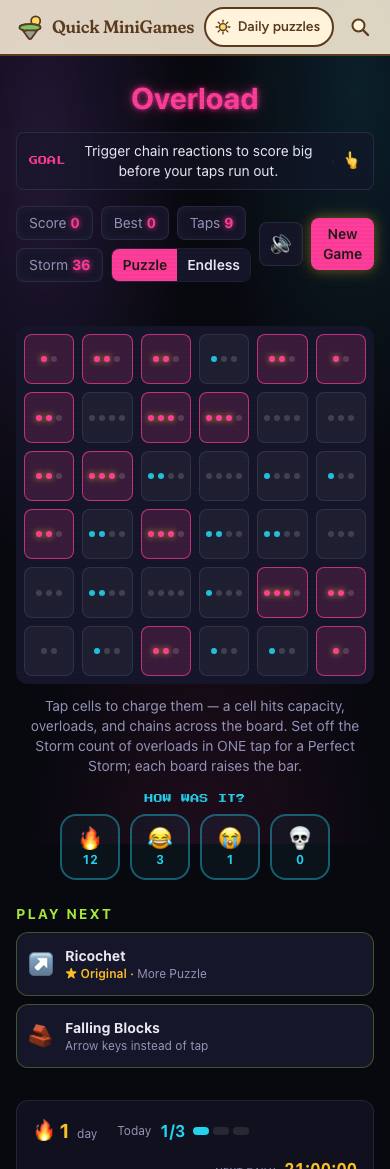 Quick MiniGames
Daily puzzles
Overload
GOAL
Trigger chain reactions to score big
before your taps run out.
Score 0
Best 0
Taps 9
Storm 36
Puzzle
Endless
New
Game
Tap cells to charge them — a cell hits capacity,
overloads, and chains across the board. Set off the
Storm count of overloads in ONE tap for a Perfect
Storm; each board raises the bar.
HOW WAS IT?
12
3
1
0
PLAY NEXT
Ricochet
Original · More Puzzle
Falling Blocks
Arrow keys instead of tap
1 day
Today 1/3